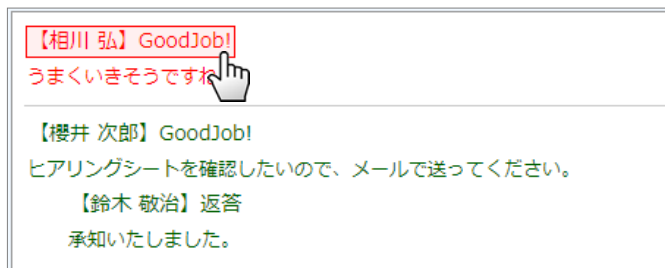 【相川 弘】GoodJob!
うまくいきそうですね
【櫻井 次郎】GoodJob!
ヒアリングシートを確認したいので、メールで送ってください。
【鈴木 敬治】返答
承知いたしました。